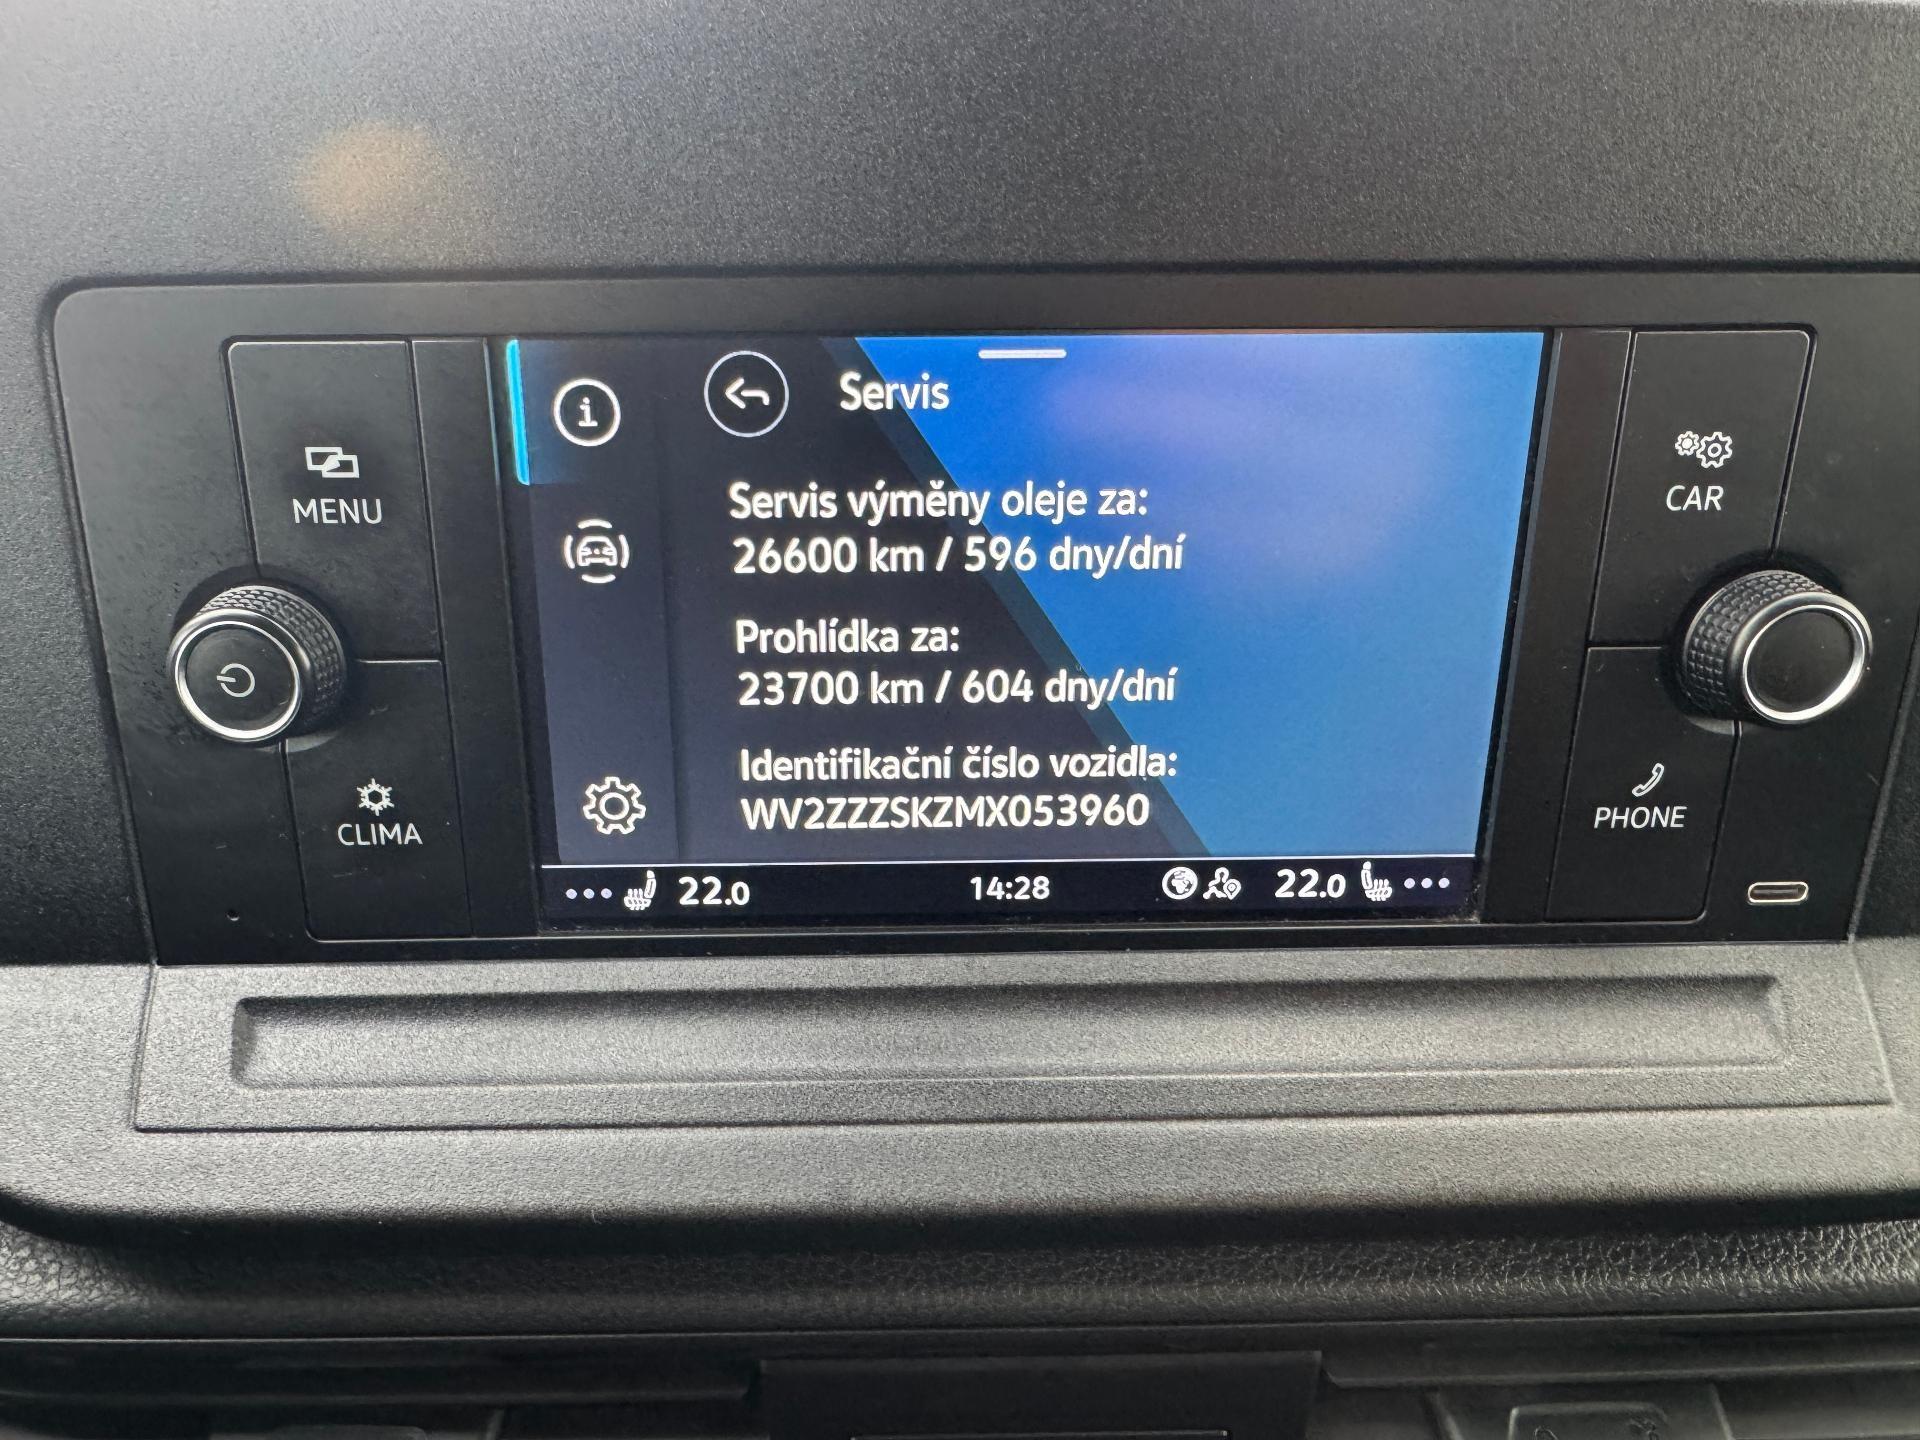 Servis
MENU
CAR
Servis výměny oleje za:
26600 km / 596 dny/dní
Prohlídka za:
23700 km / 604 dny/dní
Identifikační číslo vozidla:
WV2ZZZSKZMX053960
CLIMA
PHONE
22.0
14:28
22.0